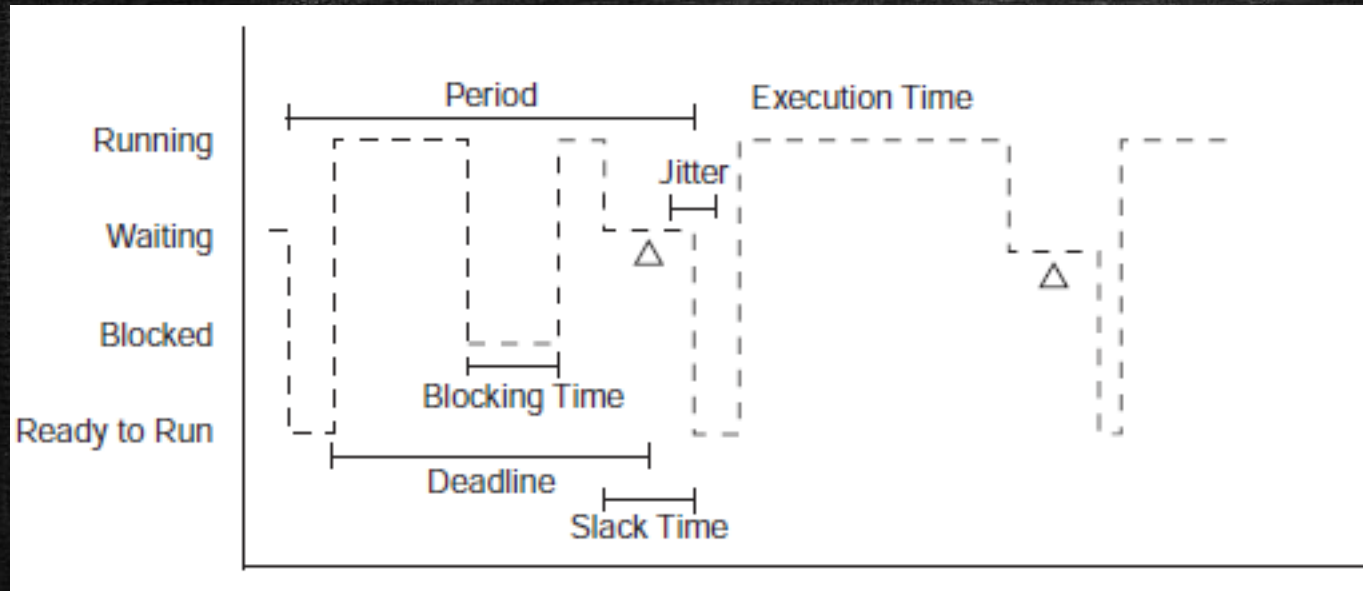 Period
Execution Time
Running
Jitter
Waiting
Blocked
Blocking Time
Ready to Run
Deadline
Slack Time